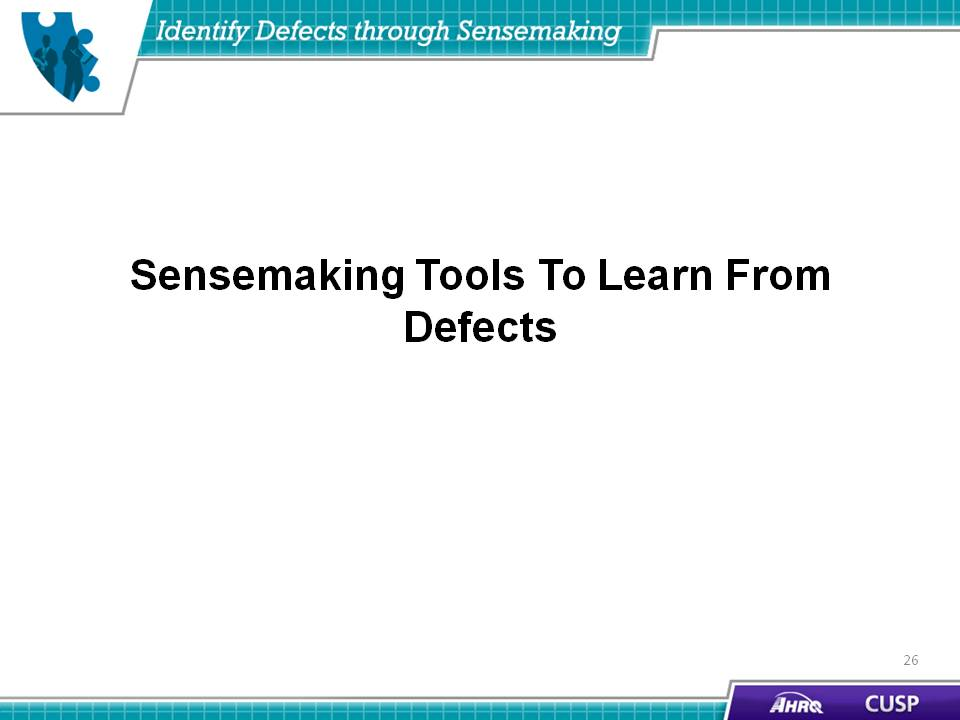 Identify Defects through Sensemaking
Sensemaking Tools To Learn From
Defects
26
AHRQ
CUSP